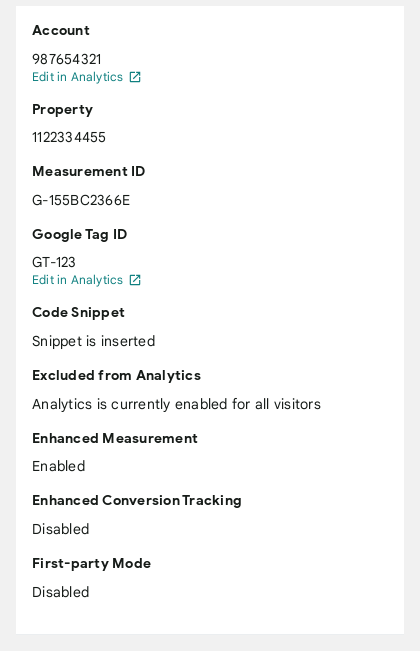 Account
987654321
Edit in Analytics
Property
1122334455
Measurement ID
G-155BC2366E
Google Tag ID
GT-123
Edit in Analytics
Code Snippet
Snippet is inserted
Excluded from Analytics
Analytics is currently enabled for all visitors
Enhanced Measurement
Enabled
Enhanced Conversion Tracking
Disabled
First-party Mode
Disabled